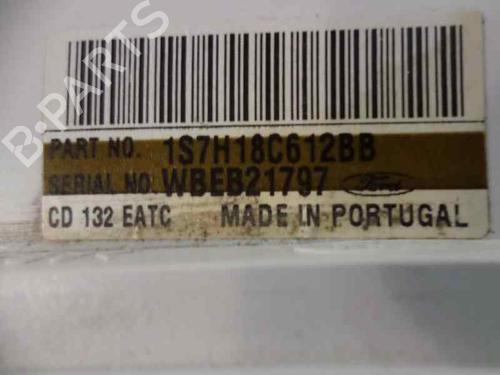 B-PARTS
PART NO. 1S7H18C612BB
SERIAL NO. WBEB21797 Ford
CD 132 EATC MADE IN PORTUGAL